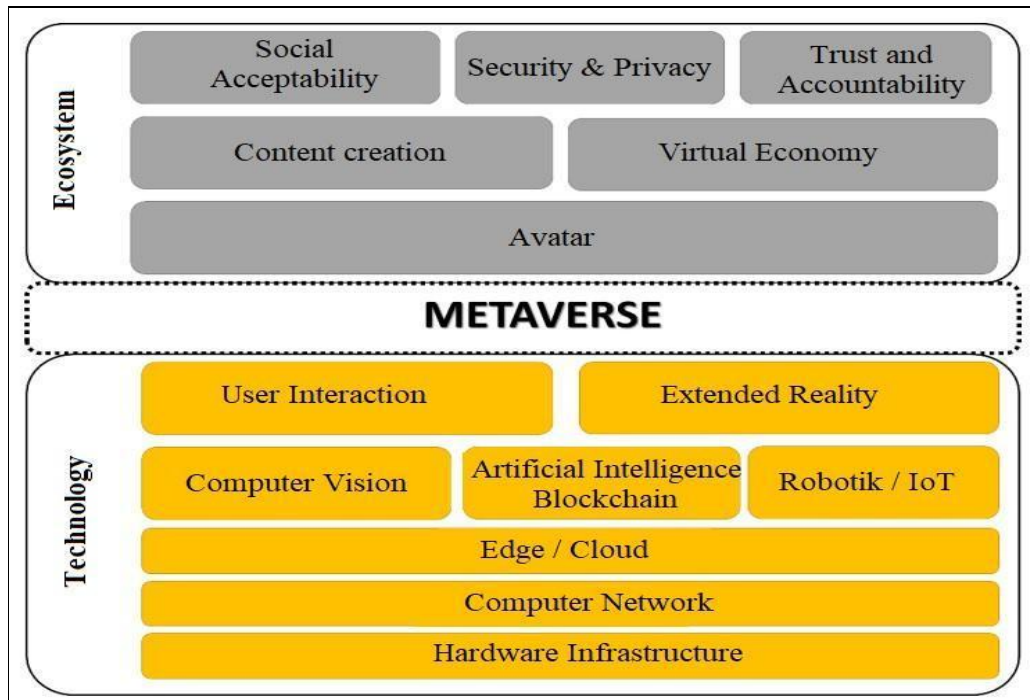 Ecosystem
Social
Acceptability
Security & Privacy
Trust and
Accountability
Content creation
Virtual Economy
Avatar
METAVERSE
Technology
User Interaction
Extended Reality
Computer Vision
Artificial Intelligence
Blockchain
Robotik / IoT
Edge / Cloud
Computer Network
Hardware Infrastructure